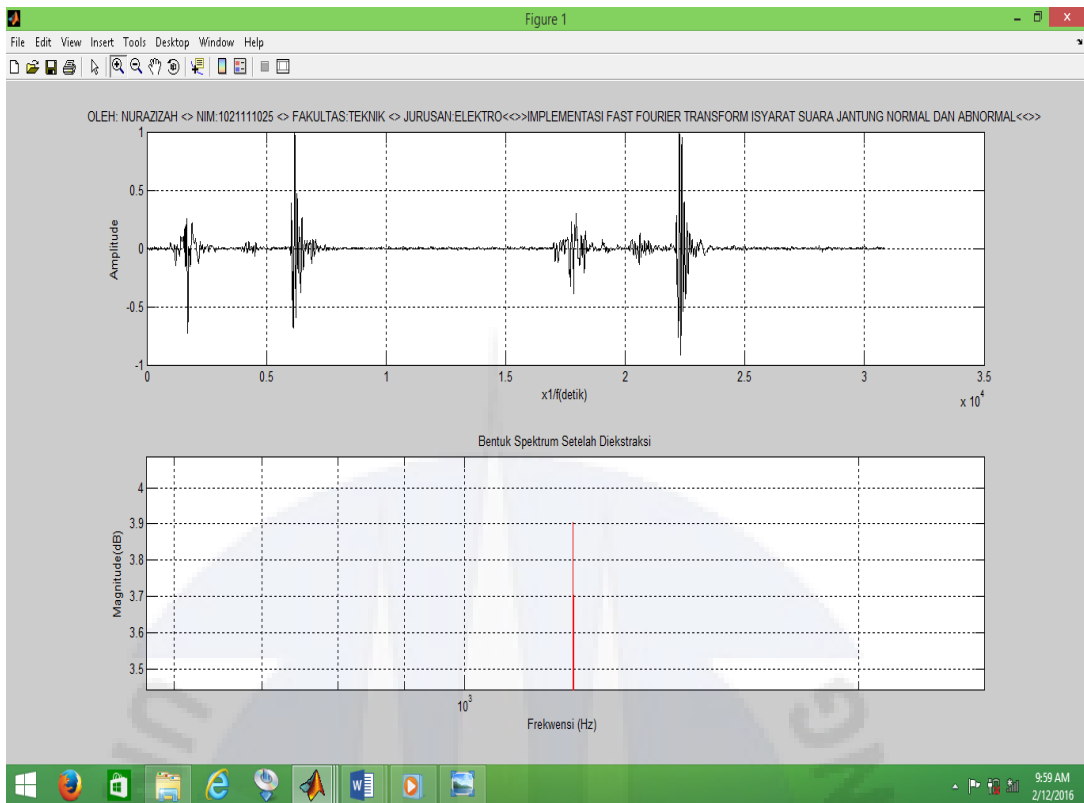 Figure 1
File Edit View Insert Tools Desktop Window Help
OLEH: NURAZIZAH <> NIM:1021111025 <> FAKULTAS:TEKNIK <> JURUSAN:ELEKTRO<<>>IMPLEMENTASI FAST FOURIER TRANSFORM ISYARAT SUARA JANTUNG NORMAL DAN ABNORMAL<<>>
1
0.5
0
-0.5
-1
Amplitude
0 0.5 1 1.5 2 2.5 3 3.5
x1/f(detik)
x 10^4
Bentuk Spektrum Setelah Diekstraksi
4
3.9
3.8
3.7
3.6
3.5
Magnitude(dB)
10^3
Frekwensi (Hz)
9:59 AM
2/12/2016